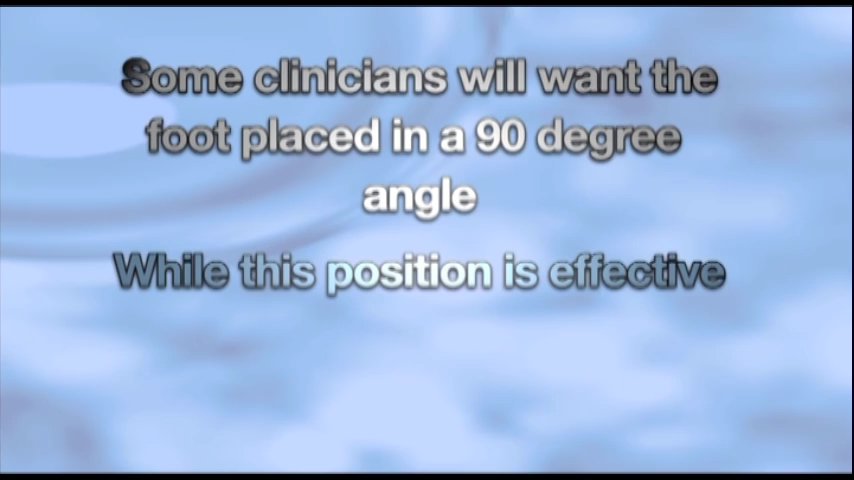 Some clinicians will want the
foot placed in a 90 degree
angle
While this position is effective